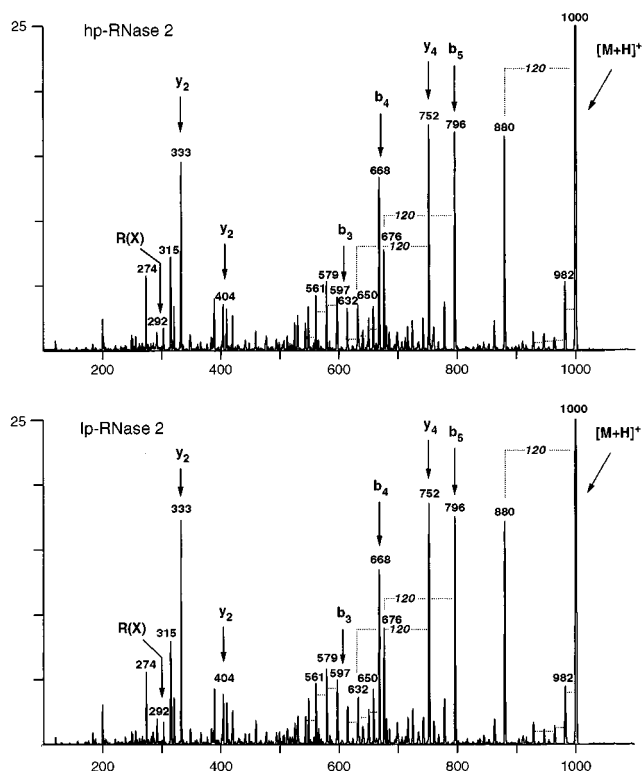 25
hp-RNase 2
1000
[M+H]⁺
120
y₄
b₅
752
796
880
y₂
333
b₄
668
120
676
120
y₂
b₃
R(X)
315
274
292
404
561
579
597
632
650
982
200
400
600
800
1000
25
lp-RNase 2
1000
[M+H]⁺
120
y₄
b₅
752
796
880
y₂
333
b₄
668
120
676
120
y₂
b₃
R(X)
315
274
292
404
561
579
597
632
650
982
200
400
600
800
1000